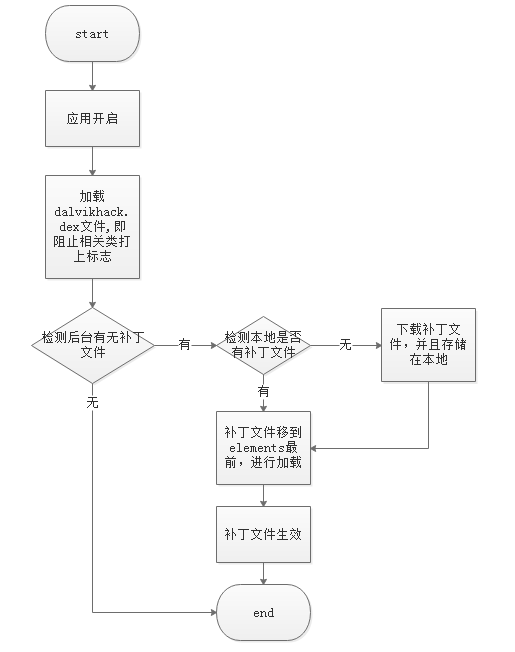 start
应用开启
加载
dalvikhack.
dex文件,即
阻止相关类打
上标志
检测后台有无补丁
文件
有
检测本地是否
有补丁文件
无
下载补丁文
件，并且存储
在本地
无
有
补丁文件移到
elements最
前，进行加载
补丁文件生效
end